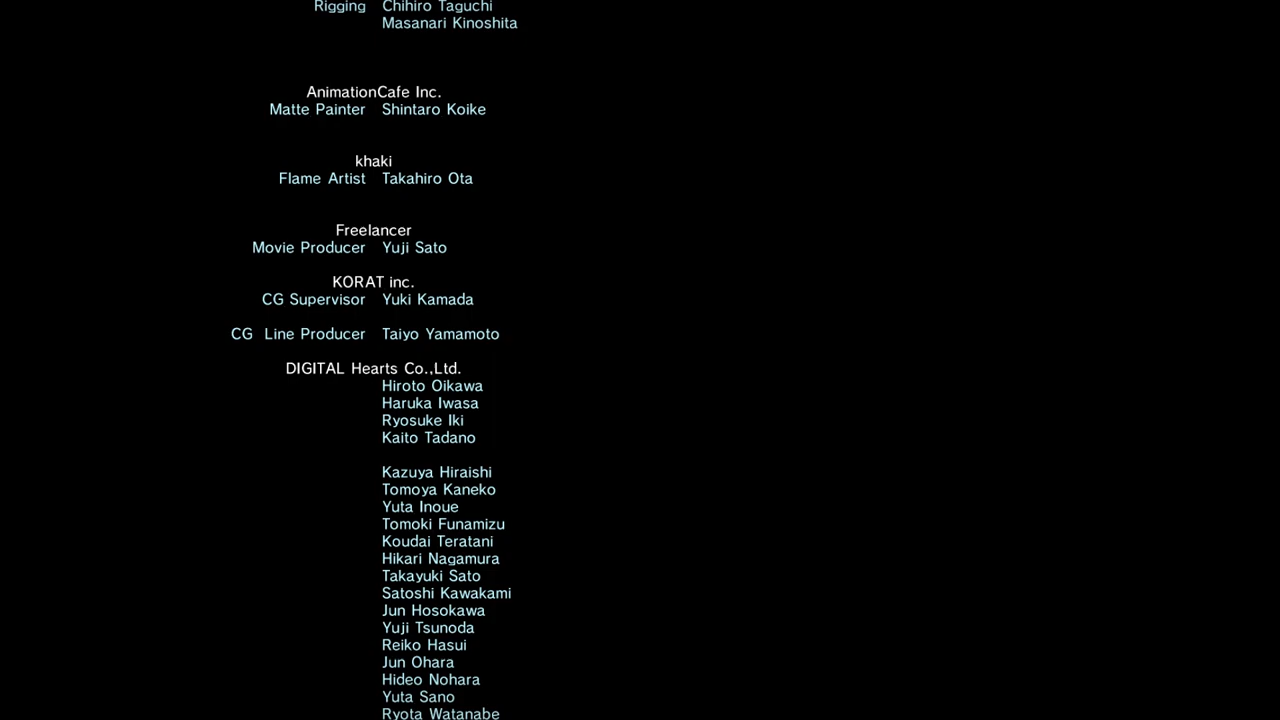 Rigging Chihiro Taguchi
Masanari Kinoshita
AnimationCafe Inc.
Matte Painter Shintaro Koike
khaki
Flame Artist Takahiro Ota
Freelancer
Movie Producer Yuji Sato
KORAT inc.
CG Supervisor Yuki Kamada
CG Line Producer Taiyo Yamamoto
DIGITAL Hearts Co.,Ltd.
Hiroto Oikawa
Haruka Iwasa
Ryosuke Iki
Kaito Tadano
Kazuya Hiraishi
Tomoya Kaneko
Yuta Inoue
Tomoki Funamizu
Koudai Teratani
Hikari Nagamura
Takayuki Sato
Satoshi Kawakami
Jun Hosokawa
Yuji Tsunoda
Reiko Hasui
Jun Ohara
Hideo Nohara
Yuta Sano
Ryota Watanabe